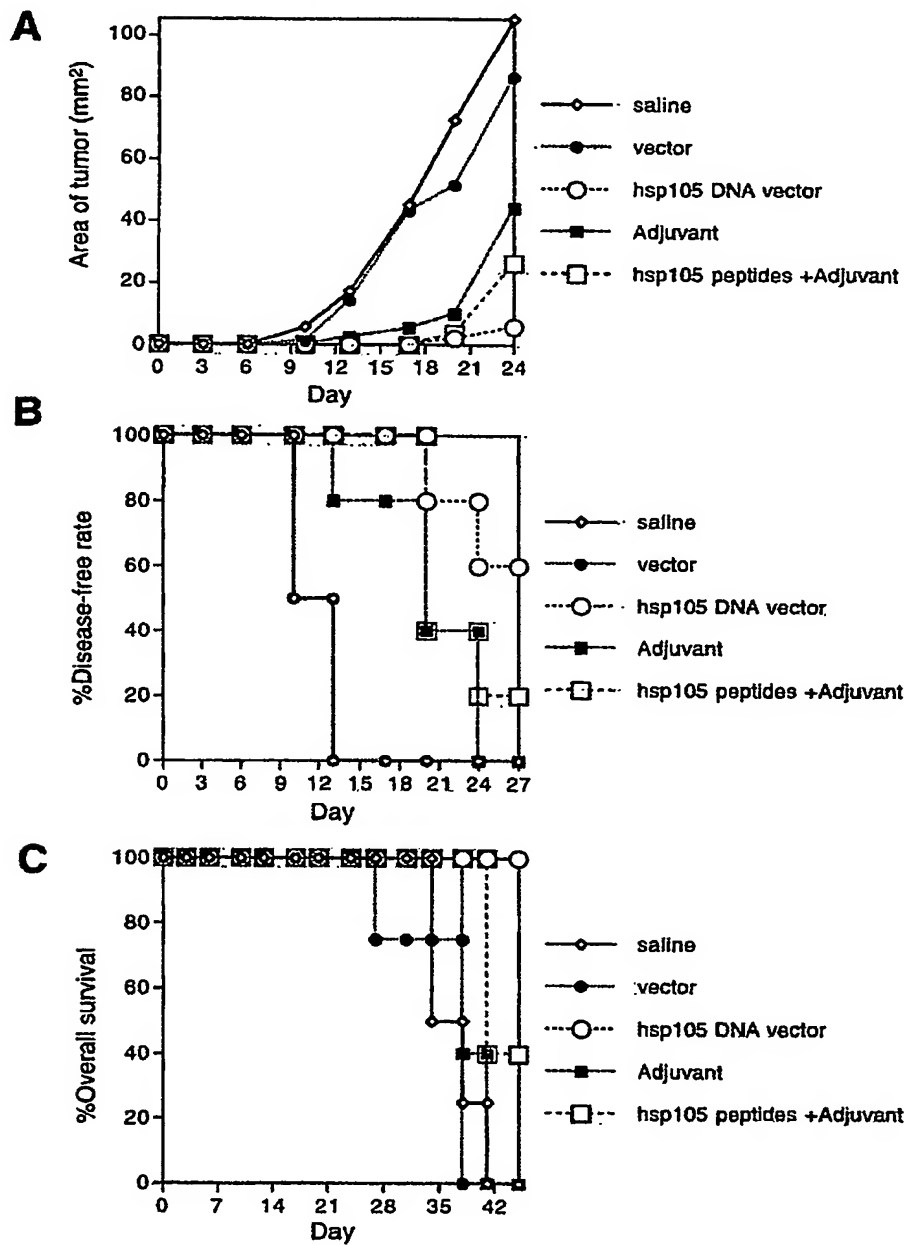 A
Area of tumor (mm²)
100
80
60
40
20
0
0 3 6 9 12 15 18 21 24
Day
saline
vector
hsp105 DNA vector
Adjuvant
hsp105 peptides +Adjuvant
B
%Disease-free rate
100
80
60
40
20
0
0 3 6 9 12 15 18 21 24 27
Day
saline
vector
hsp105 DNA vector
Adjuvant
hsp105 peptides +Adjuvant
C
%Overall survival
100
80
60
40
20
0
0 7 14 21 28 35 42
Day
saline
vector
hsp105 DNA vector
Adjuvant
hsp105 peptides +Adjuvant